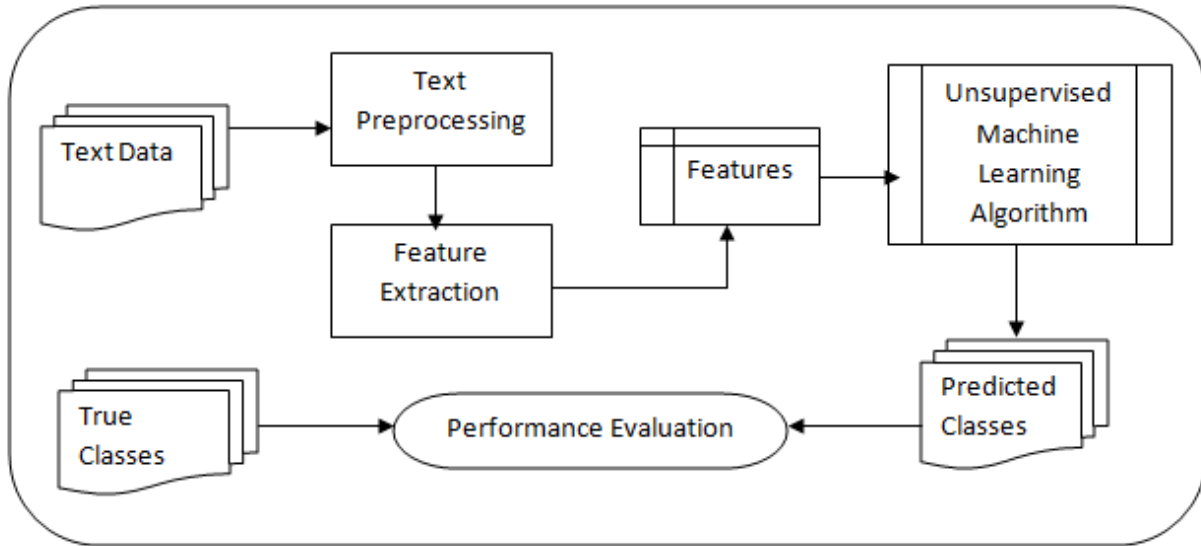 Text Data
Text
Preprocessing
Feature
Extraction
Features
Unsupervised
Machine
Learning
Algorithm
Predicted
Classes
True
Classes
Performance Evaluation